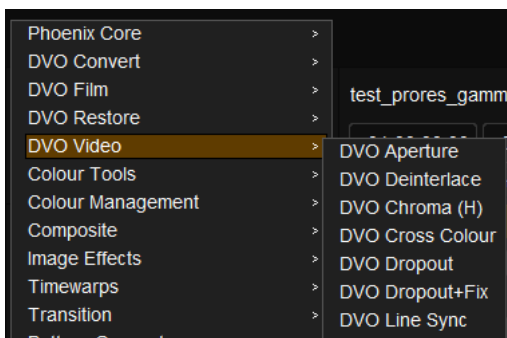 Phoenix Core >
DVO Convert >
DVO Film >
DVO Restore >
DVO Video >
Colour Tools >
Colour Management >
Composite >
Image Effects >
Timewarps >
Transition >
test_prores_gamm
DVO Aperture
DVO Deinterlace
DVO Chroma (H)
DVO Cross Colour
DVO Dropout
DVO Dropout+Fix
DVO Line Sync